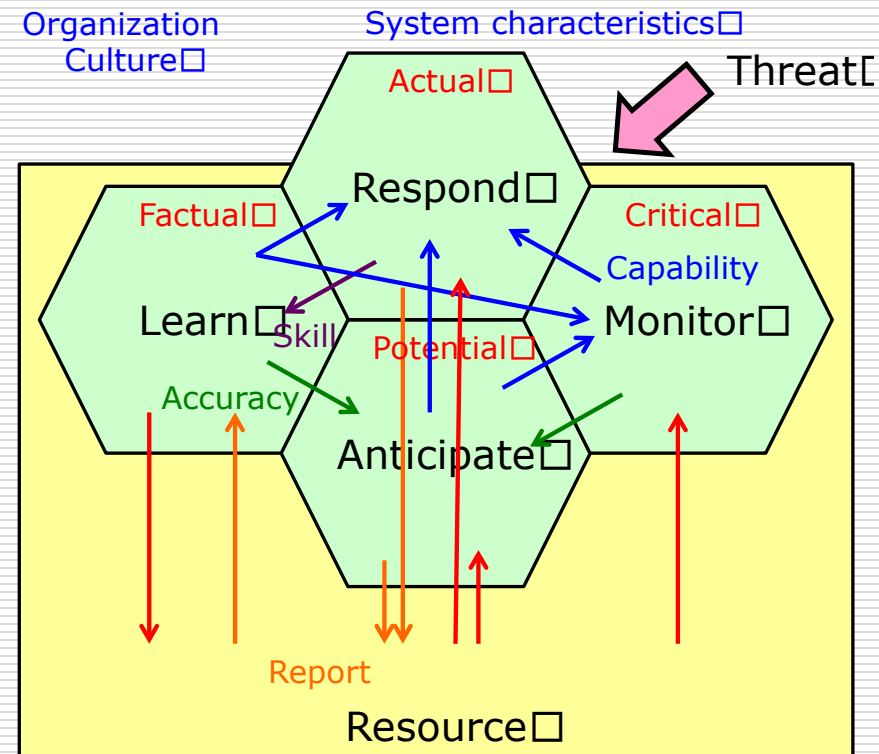 Organization
Culture□
System characteristics□
Threat
Actual□
Respond□
Factual□
Critical□
Capability
Learn□
Skill
Monitor□
Potential□
Accuracy
Anticipate□
Report
Resource□